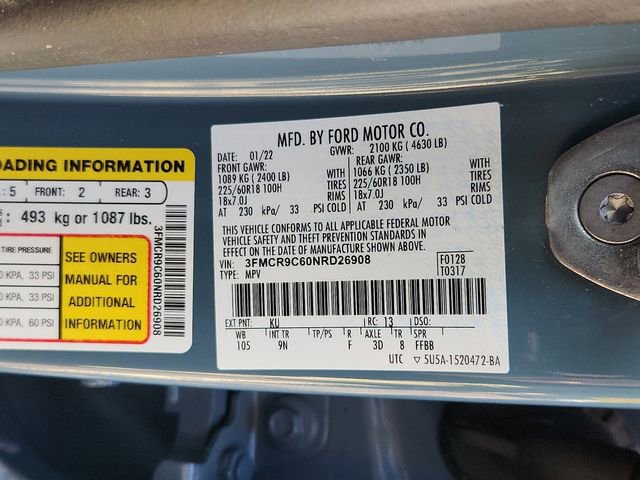 OADING INFORMATION
: 5 FRONT: 2 REAR: 3
: 493 kg or 1087 lbs.
TIRE PRESSURE
0 KPA, 33 PSI
0 KPA, 33 PSI
0 KPA, 60 PSI
SEE OWNERS
MANUAL FOR
ADDITIONAL
INFORMATION
3FMCR9C60NRD26908
MFD. BY FORD MOTOR CO.
DATE: 01/22 GVWR: 2100 KG ( 4630 LB)
FRONT GAWR: REAR GAWR:
1089 KG ( 2400 LB) WITH 1066 KG ( 2350 LB) WITH
225/60R18 100H TIRES 225/60R18 100H TIRES
18x7.0J RIMS 18x7.0J RIMS
AT 230 kPa/ 33 PSI COLD AT 230 kPa/ 33 PSI COLD
THIS VEHICLE CONFORMS TO ALL APPLICABLE FEDERAL MOTOR
VEHICLE SAFETY AND THEFT PREVENTION STANDARDS IN
EFFECT ON THE DATE OF MANUFACTURE SHOWN ABOVE.
VIN: 3FMCR9C60NRD26908 F0128
TYPE: MPV T0317
EXT PNT: KU RC: 13 DSO:
WB INT TR TP/PS R AXLE TR SPR
105 9N F 3D 8 FFBB
UTC ▽ 5U5A-1520472-BA